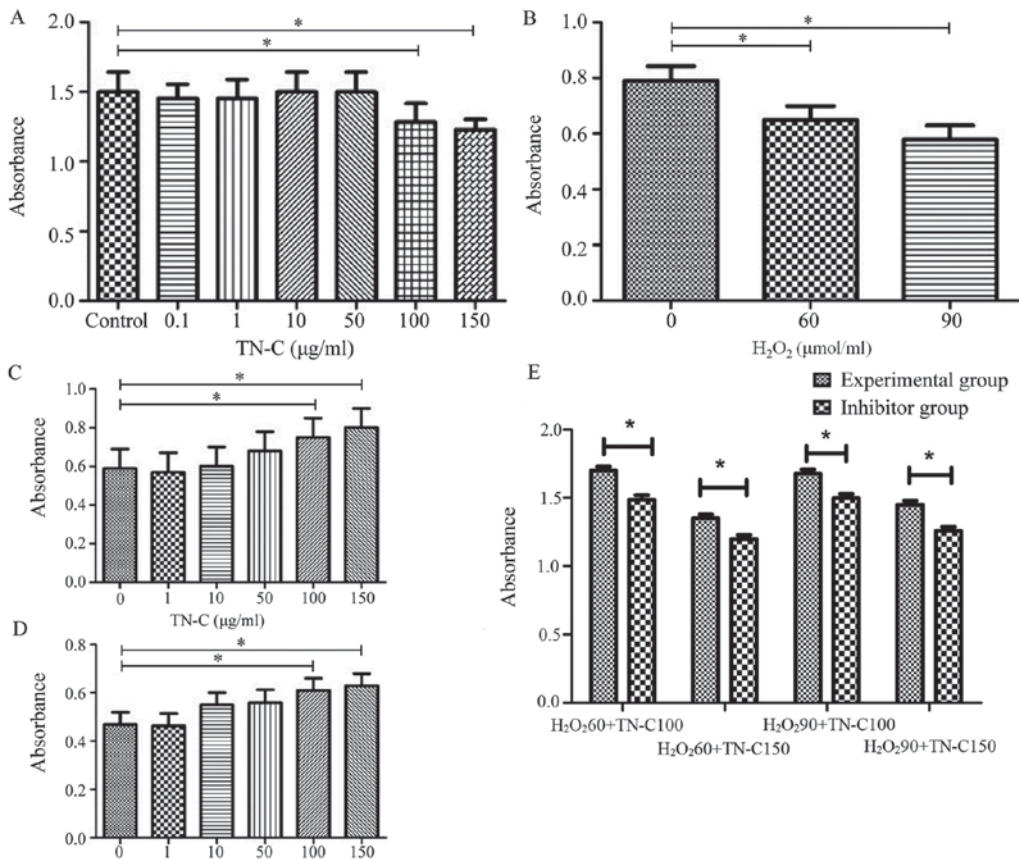 A
Absorbance
2.0
1.5
1.0
0.5
0.0
*
*
Control 0.1 1 10 50 100 150
TN-C (μg/ml)
B
Absorbance
1.0
0.8
0.6
0.4
0.2
0.0
*
*
0 60 90
H₂O₂ (μmol/ml)
C
Absorbance
1.0
0.8
0.6
0.4
0.2
0.0
*
*
0 1 10 50 100 150
TN-C (μg/ml)
D
Absorbance
0.8
0.6
0.4
0.2
0.0
*
*
0 1 10 50 100 150
E
Experimental group
Inhibitor group
Absorbance
2.0
1.5
1.0
0.5
0.0
* * * *
H₂O₂60+TN-C100
H₂O₂60+TN-C150
H₂O₂90+TN-C100
H₂O₂90+TN-C150